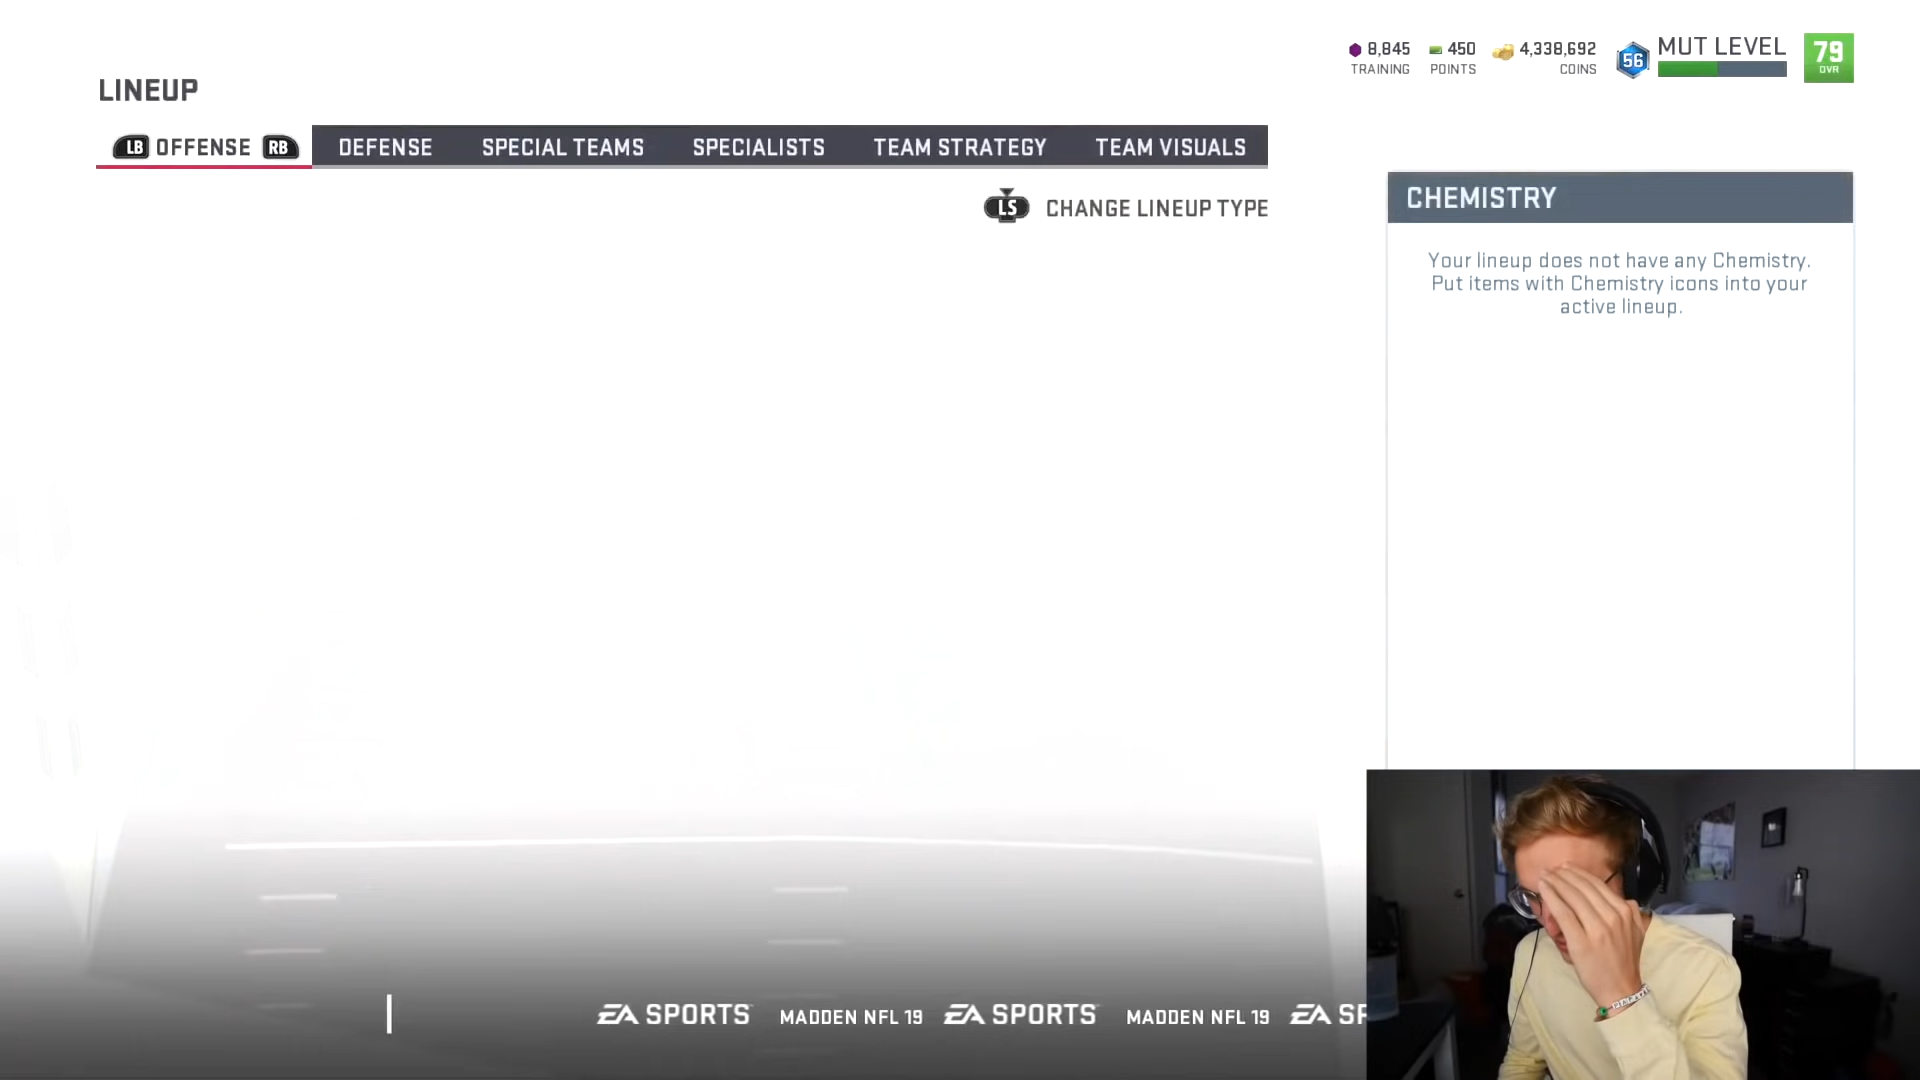 8,845
TRAINING
450
POINTS
4,338,692
COINS
56
MUT LEVEL
79
OVR
LINEUP
LB OFFENSE RB
DEFENSE
SPECIAL TEAMS
SPECIALISTS
TEAM STRATEGY
TEAM VISUALS
LS CHANGE LINEUP TYPE
CHEMISTRY
Your lineup does not have any Chemistry.
Put items with Chemistry icons into your
active lineup.
EA SPORTS MADDEN NFL 19 EA SPORTS MADDEN NFL 19 EA SP